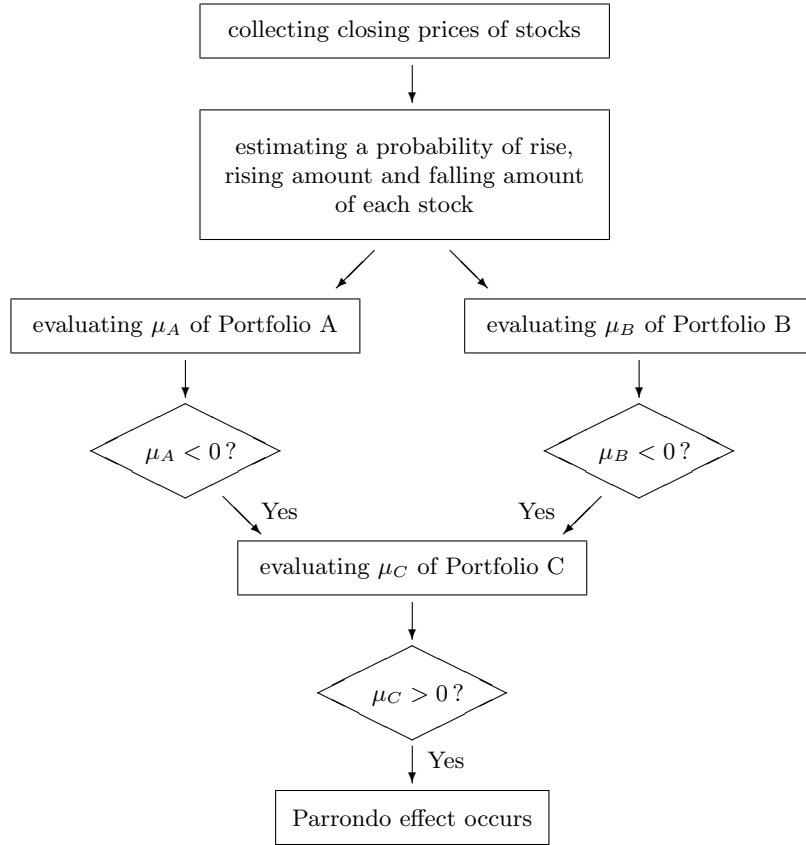 collecting closing prices of stocks
estimating a probability of rise,
rising amount and falling amount
of each stock
evaluating μ_A of Portfolio A
evaluating μ_B of Portfolio B
μ_A < 0 ?
μ_B < 0 ?
Yes
Yes
evaluating μ_C of Portfolio C
μ_C > 0 ?
Yes
Parrondo effect occurs